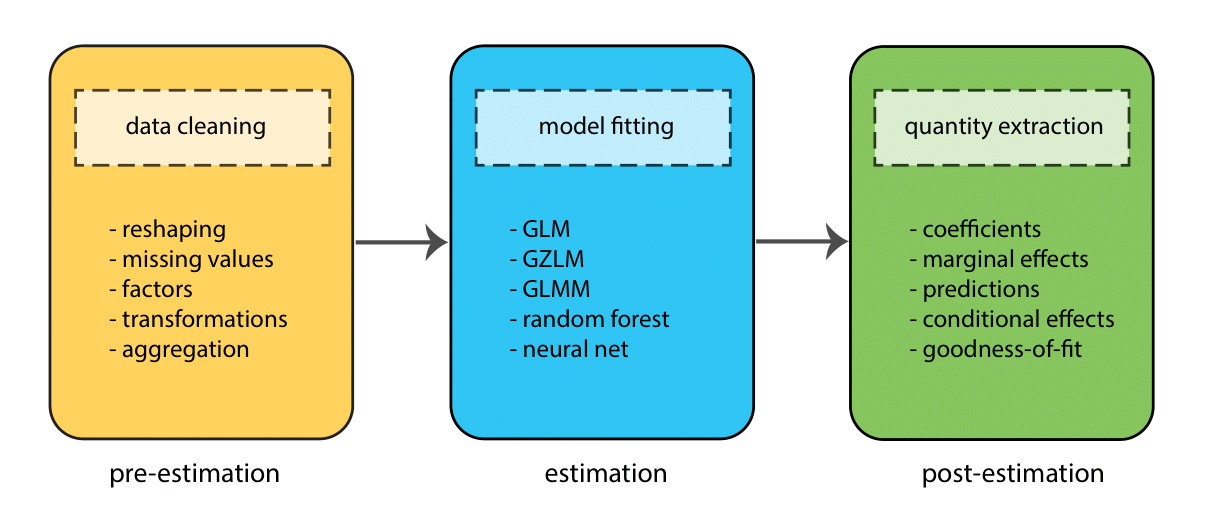 data cleaning
- reshaping
- missing values
- factors
- transformations
- aggregation
pre-estimation
model fitting
- GLM
- GZLM
- GLMM
- random forest
- neural net
estimation
quantity extraction
- coefficients
- marginal effects
- predictions
- conditional effects
- goodness-of-fit
post-estimation